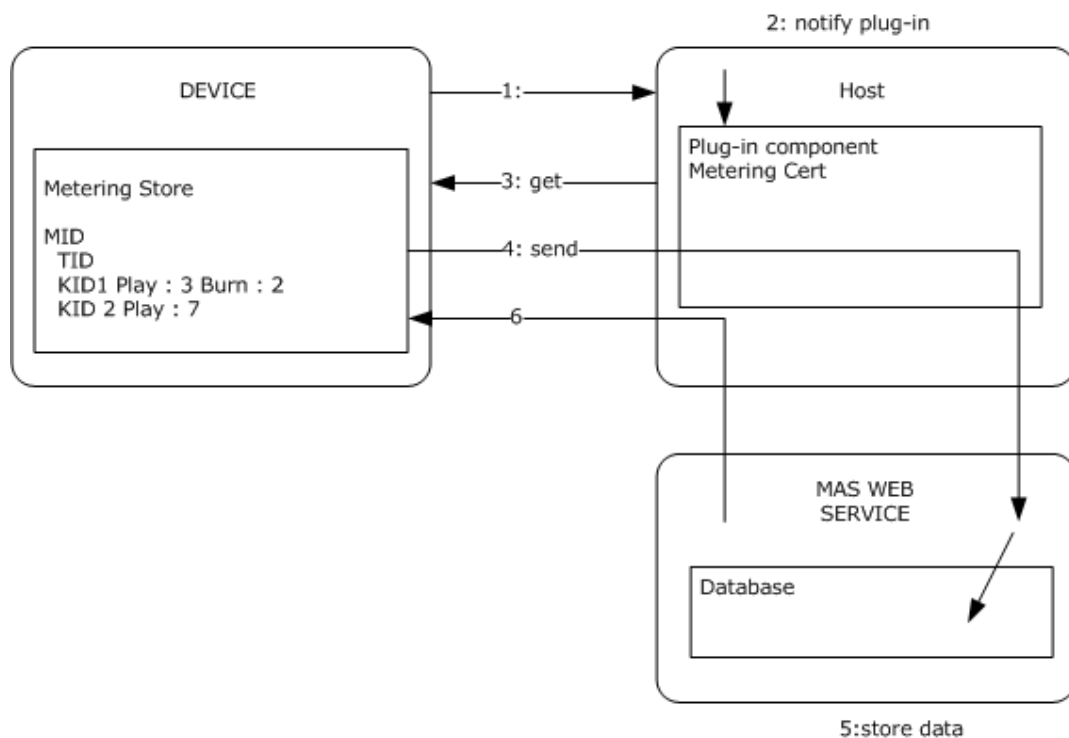 2: notify plug-in
DEVICE
1:
Host
Plug-in component
Metering Cert
3: get
Metering Store
MID
4: send
TID
KID1 Play : 3 Burn : 2
KID 2 Play : 7
6
MAS WEB
SERVICE
Database
5:store data